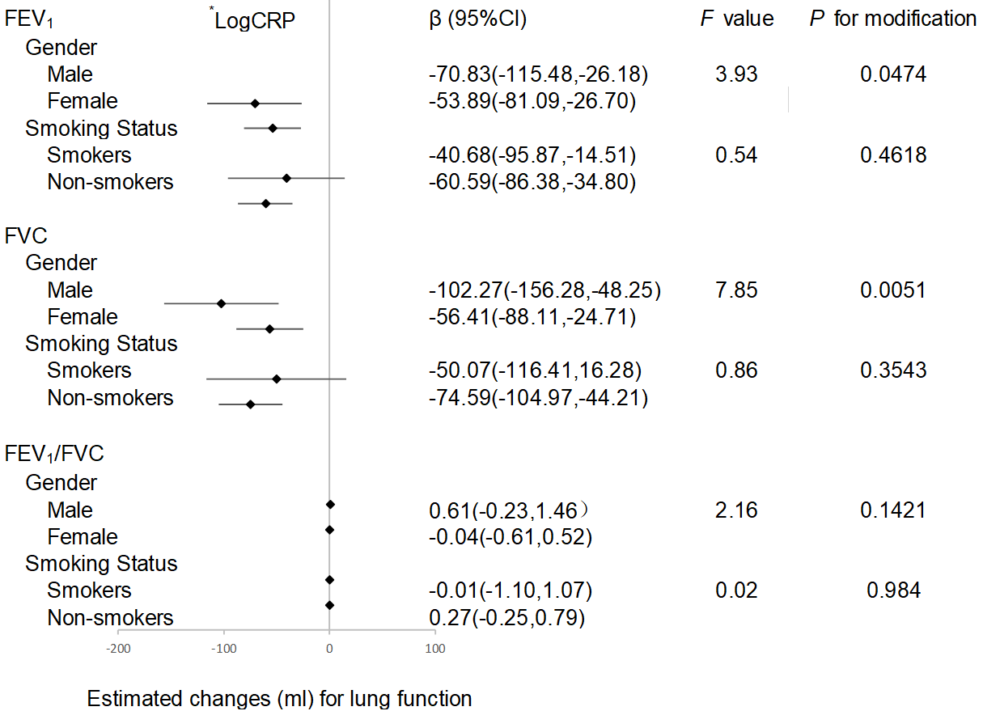 FEV₁ *LogCRP β (95%CI) F value P for modification
Gender
Male -70.83(-115.48,-26.18) 3.93 0.0474
Female -53.89(-81.09,-26.70)
Smoking Status
Smokers -40.68(-95.87,-14.51) 0.54 0.4618
Non-smokers -60.59(-86.38,-34.80)
FVC
Gender
Male -102.27(-156.28,-48.25) 7.85 0.0051
Female -56.41(-88.11,-24.71)
Smoking Status
Smokers -50.07(-116.41,16.28) 0.86 0.3543
Non-smokers -74.59(-104.97,-44.21)
FEV₁/FVC
Gender
Male 0.61(-0.23,1.46） 2.16 0.1421
Female -0.04(-0.61,0.52)
Smoking Status
Smokers -0.01(-1.10,1.07) 0.02 0.984
Non-smokers 0.27(-0.25,0.79)
-200 -100 0 100
Estimated changes (ml) for lung function